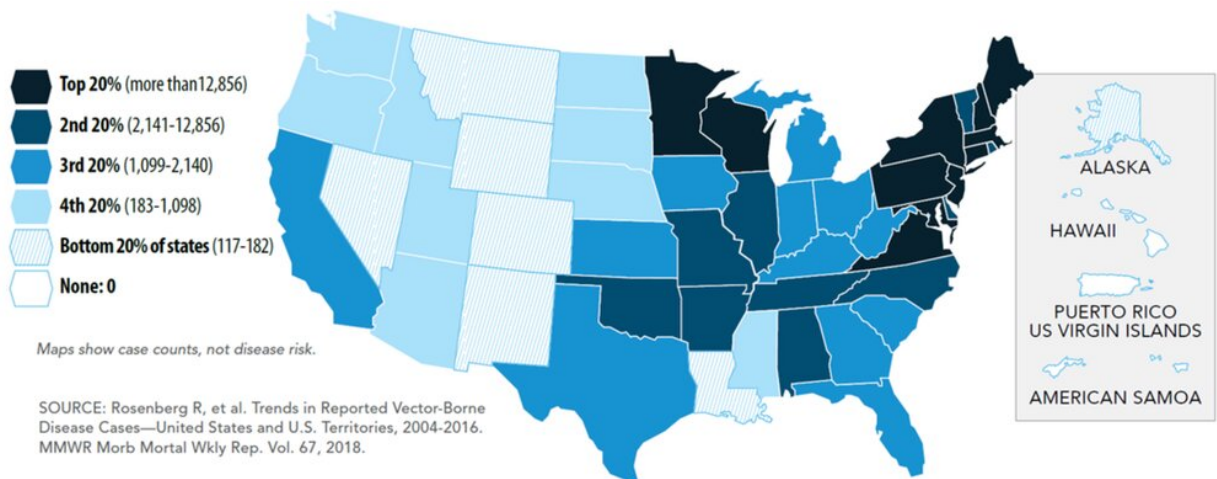 Top 20% (more than12,856)
2nd 20% (2,141-12,856)
3rd 20% (1,099-2,140)
4th 20% (183-1,098)
Bottom 20% of states (117-182)
None: 0
Maps show case counts, not disease risk.
SOURCE: Rosenberg R, et al. Trends in Reported Vector-Borne
Disease Cases—United States and U.S. Territories, 2004-2016.
MMWR Morb Mortal Wkly Rep. Vol. 67, 2018.
ALASKA
HAWAII
PUERTO RICO
US VIRGIN ISLANDS
AMERICAN SAMOA